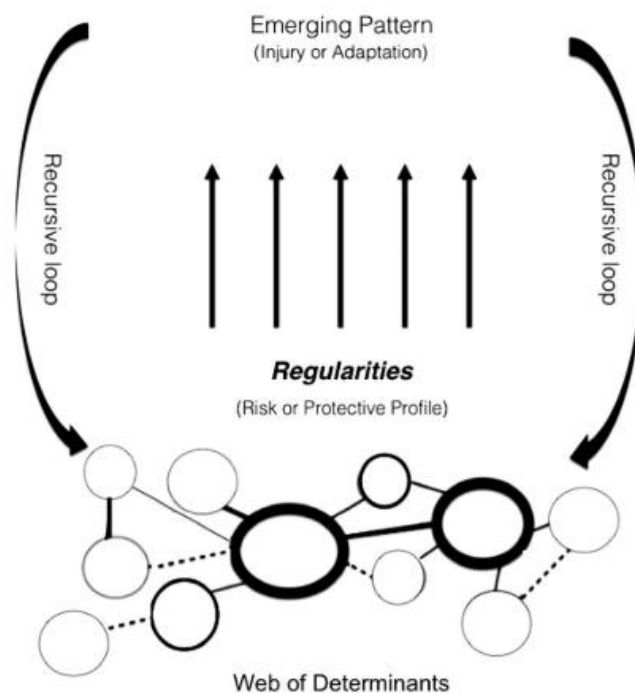 Emerging Pattern
(Injury or Adaptation)
Recursive loop
Recursive loop
Regularities
(Risk or Protective Profile)
Web of Determinants